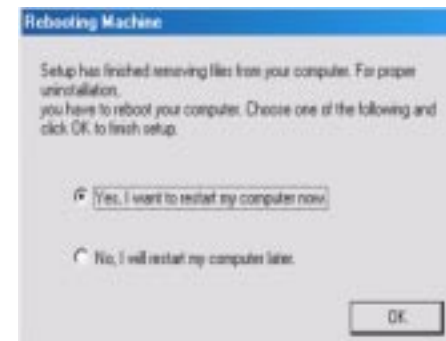 Rebooting Machine
Setup has finished removing files from your computer. For proper
uninstallation,
you have to reboot your computer. Choose one of the following and
click OK to finish setup.
Yes, I want to restart my computer now.
No, I will restart my computer later.
OK